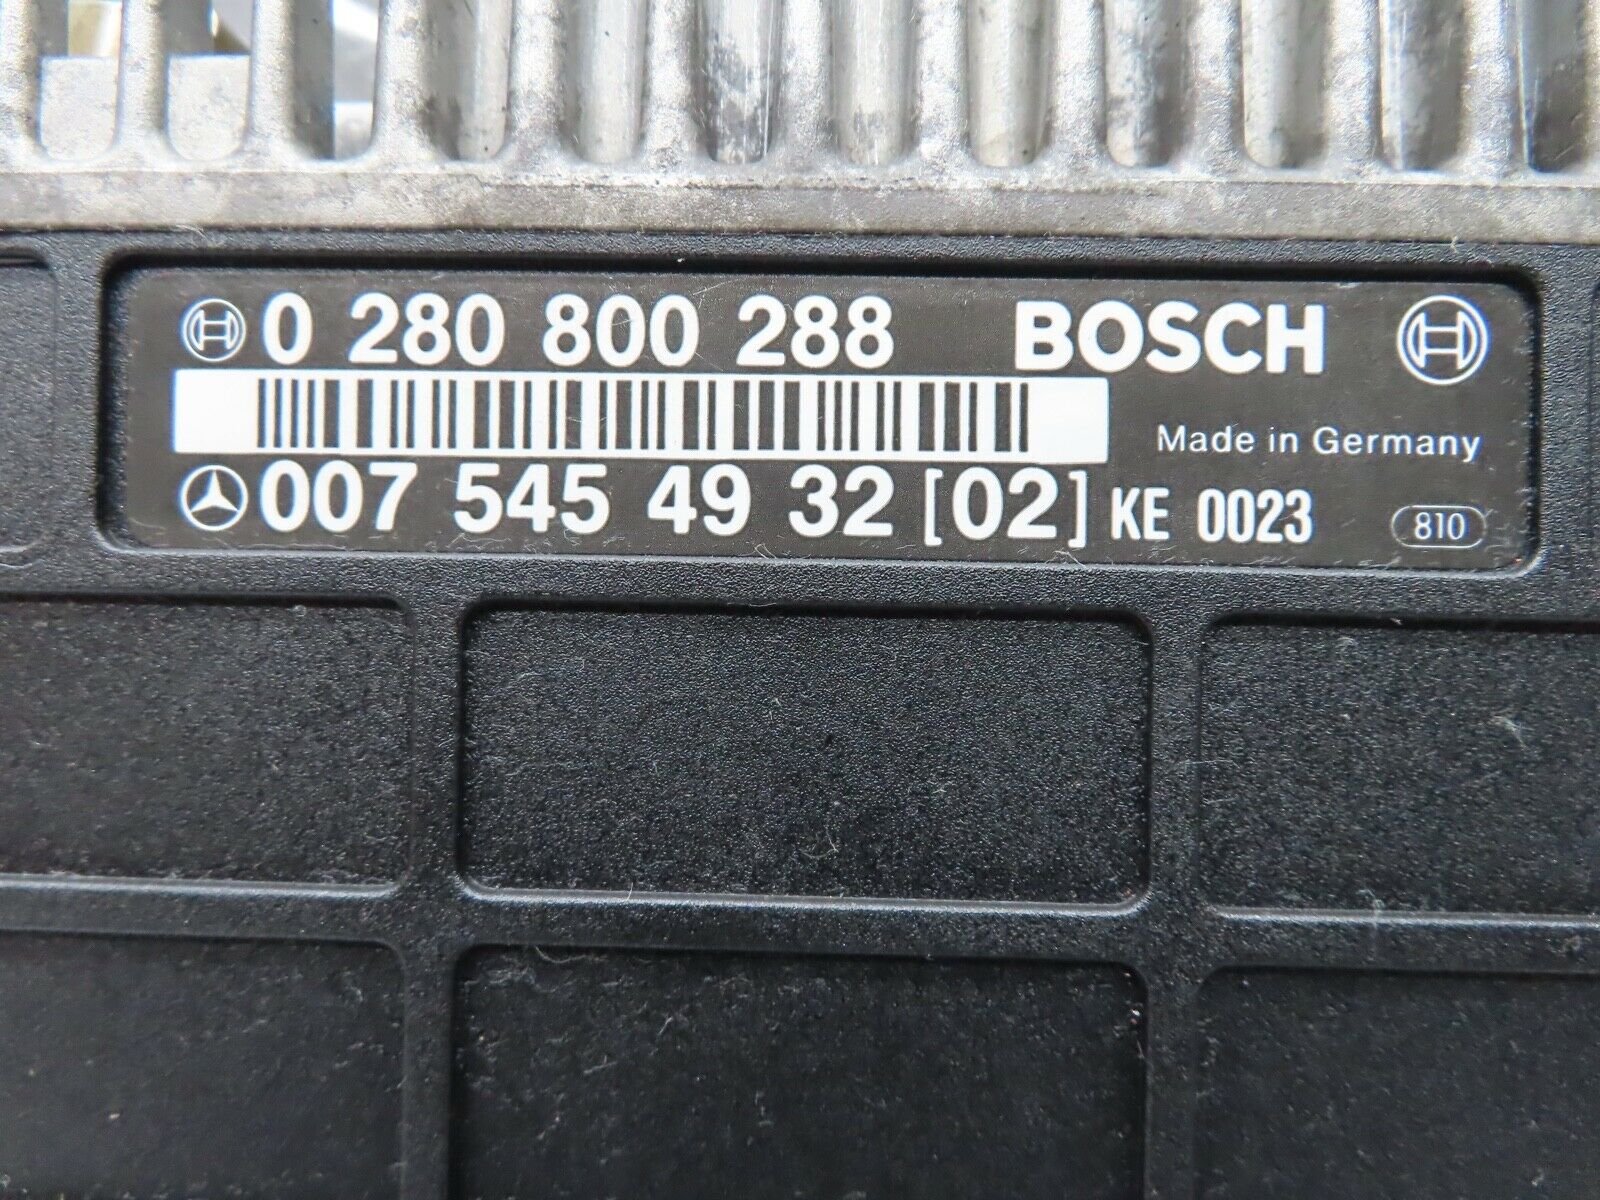 0 280 800 288 BOSCH
Made in Germany
007 545 49 32 [02] KE 0023 810